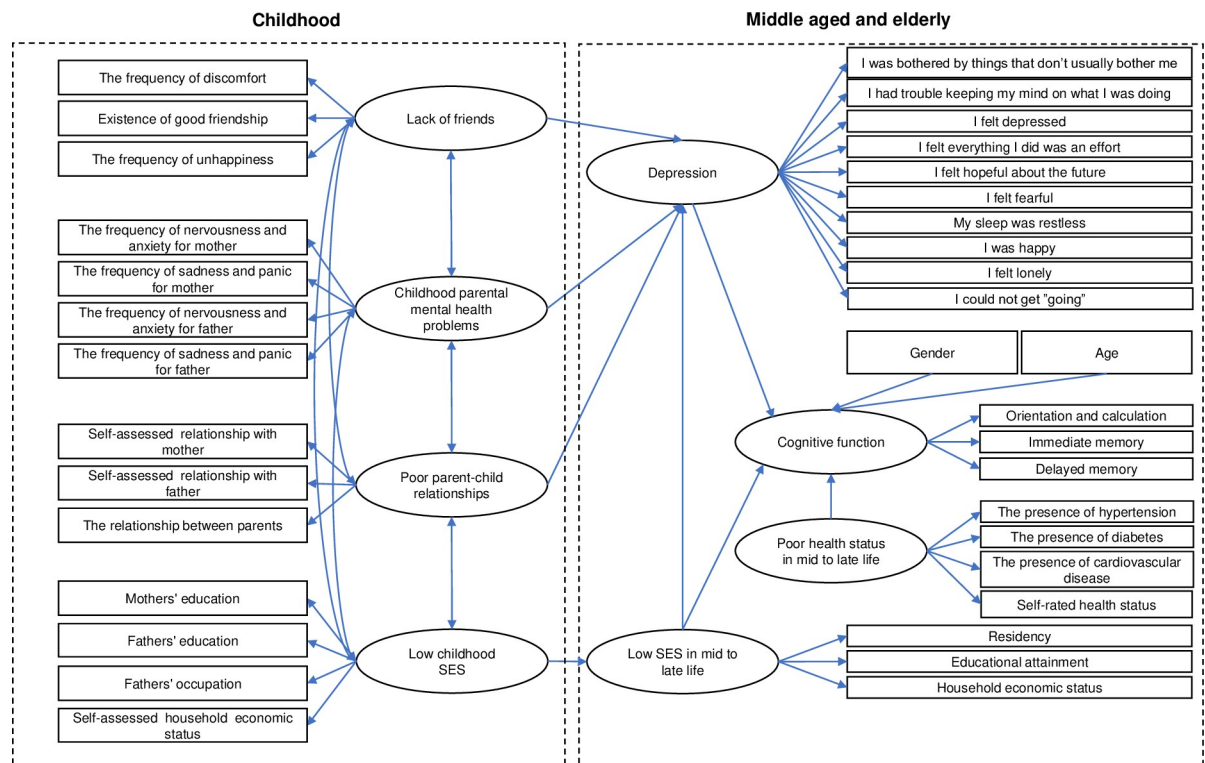 Childhood
The frequency of discomfort
Existence of good friendship
The frequency of unhappiness
Lack of friends
The frequency of nervousness and
anxiety for mother
The frequency of sadness and panic
for mother
The frequency of nervousness and
anxiety for father
The frequency of sadness and panic
for father
Childhood parental
mental health
problems
Self-assessed relationship with
mother
Self-assessed relationship with
father
The relationship between parents
Poor parent-child
relationships
Mothers' education
Fathers' education
Fathers' occupation
Self-assessed household economic
status
Low childhood
SES
Middle aged and elderly
Depression
I was bothered by things that don't usually bother me
I had trouble keeping my mind on what I was doing
I felt depressed
I felt everything I did was an effort
I felt hopeful about the future
I felt fearful
My sleep was restless
I was happy
I felt lonely
I could not get "going"
Gender
Age
Cognitive function
Orientation and calculation
Immediate memory
Delayed memory
Poor health status
in mid to late life
The presence of hypertension
The presence of diabetes
The presence of cardiovascular
disease
Self-rated health status
Low SES in mid to
late life
Residency
Educational attainment
Household economic status